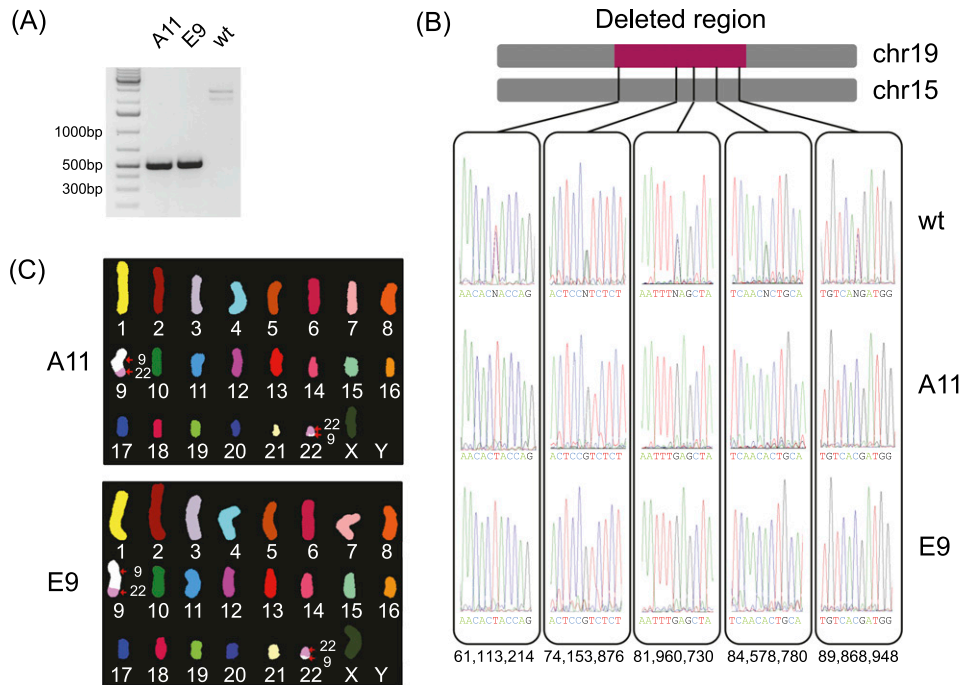 (A)
A11 E9 wt
1000bp
500bp
300bp
(B)
Deleted region
chr19
chr15
wt
AACACNACCAG ACTCCNTCTCT AATTTNAGCTA TCAACNCTGCA TGTCANGATGG
A11
AACACTACCAG ACTCCGTCTCT AATTTGAGCTA TCAACACTGCA TGTCACGATGG
E9
AACACTACCAG ACTCCGTCTCT AATTTGAGCTA TCAACACTGCA TGTCACGATGG
61,113,214 74,153,876 81,960,730 84,578,780 89,868,948
(C)
A11
1 2 3 4 5 6 7 8
9
22
9 10 11 12 13 14 15 16
22
9
17 18 19 20 21 22 X Y
E9
1 2 3 4 5 6 7 8
9
22
9 10 11 12 13 14 15 16
22
9
17 18 19 20 21 22 X Y